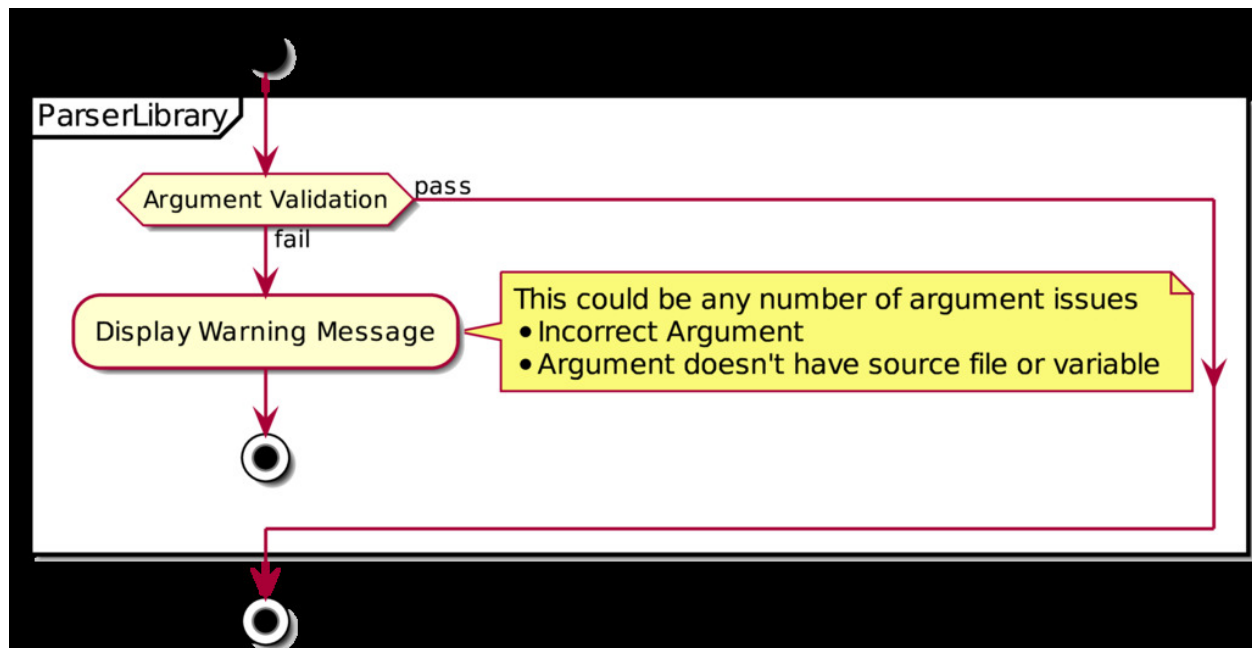 ParserLibrary
Argument Validation
pass
fail
Display Warning Message
This could be any number of argument issues
•Incorrect Argument
•Argument doesn't have source file or variable